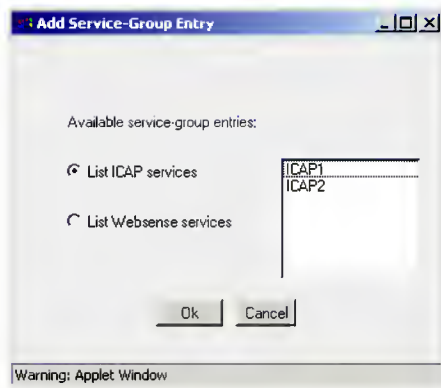 Add Service-Group Entry
Available service-group entries:
List ICAP services
ICAP1
ICAP2
List Websense services
Ok
Cancel
Warning: Applet Window